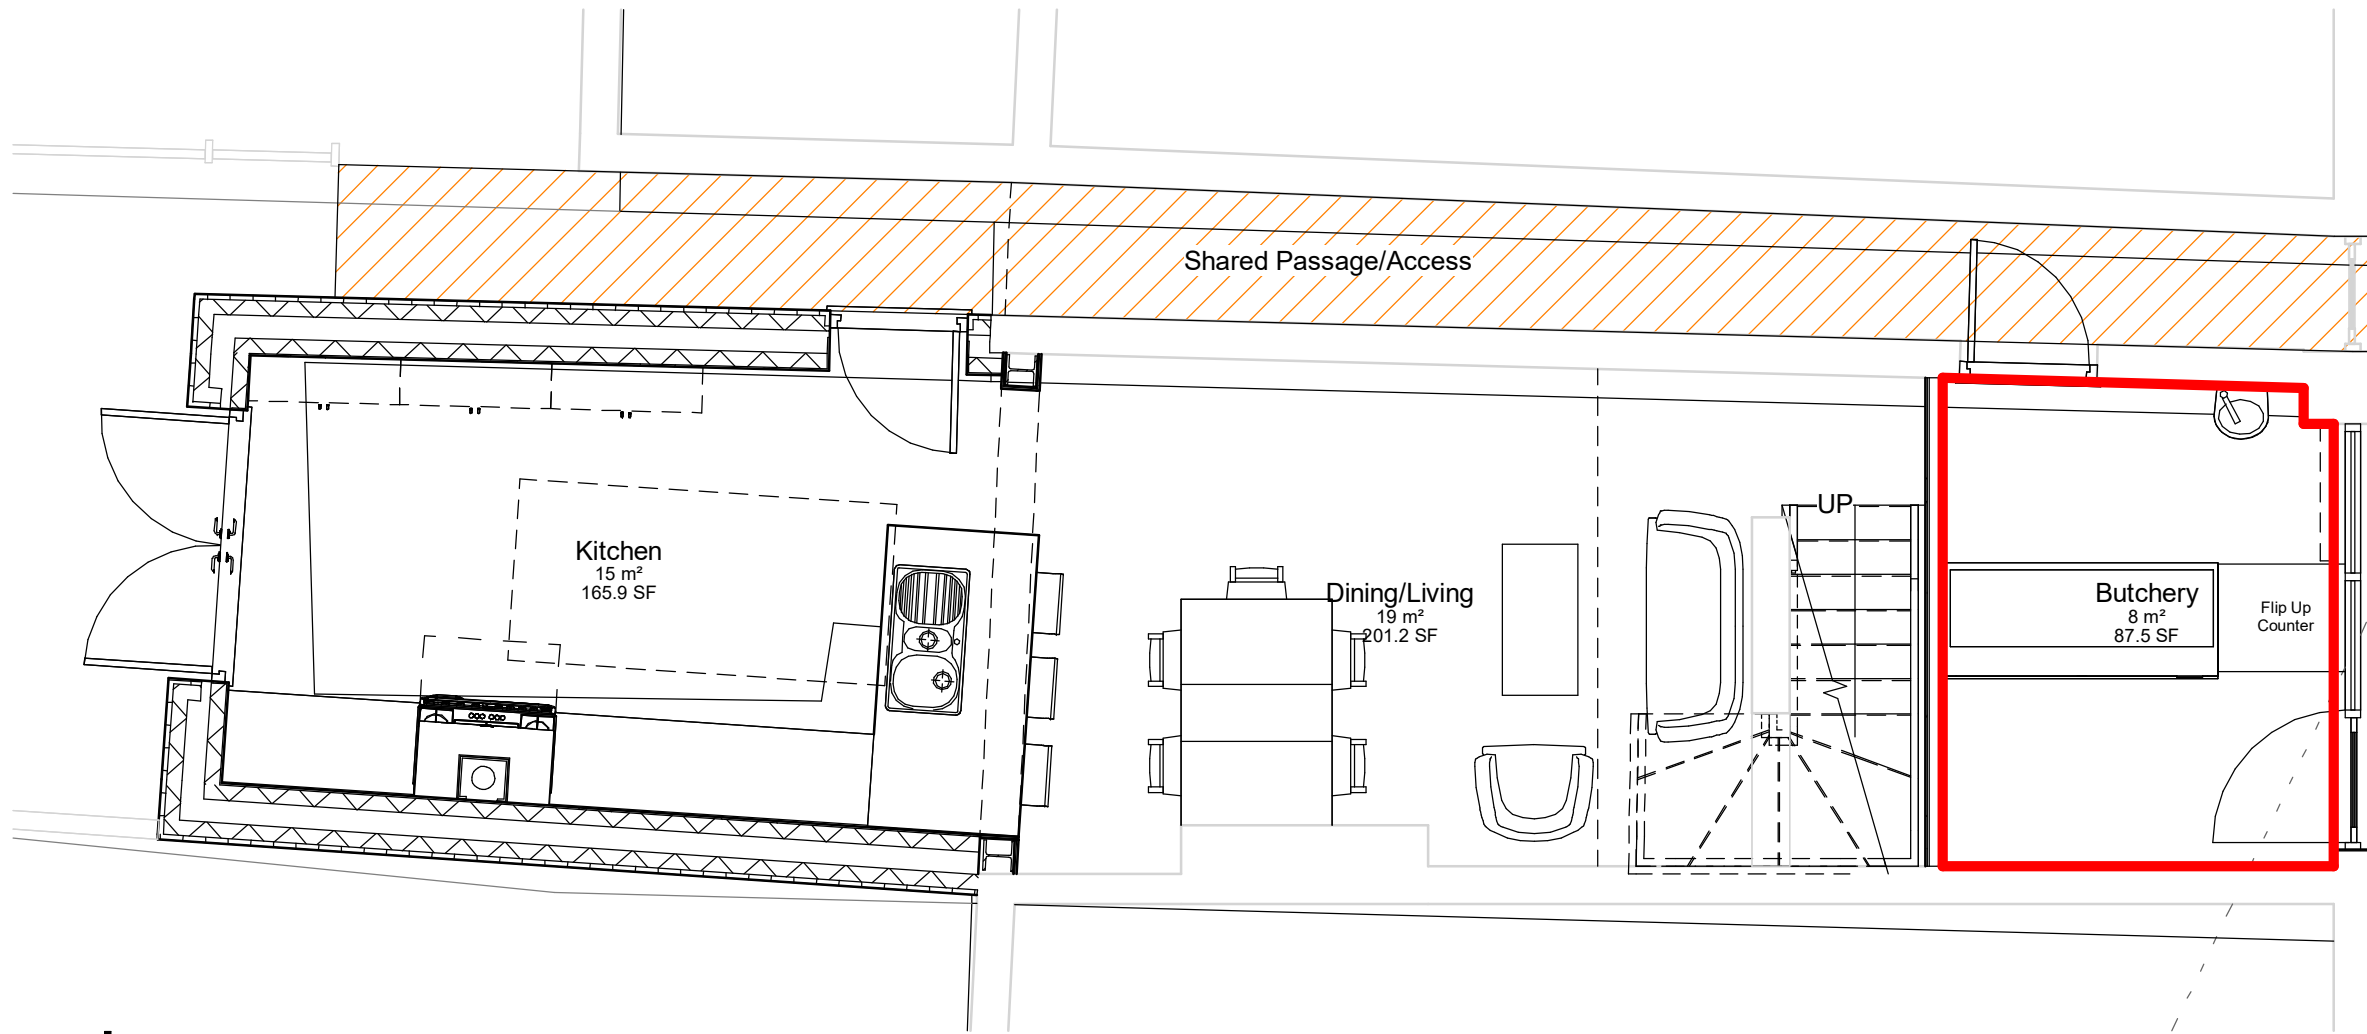 Shared Passage/Access
UP
Kitchen
15 m²
165.9 SF
Dining/Living
19 m²
201.2 SF
Butchery
8 m²
87.5 SF
Flip Up
Counter